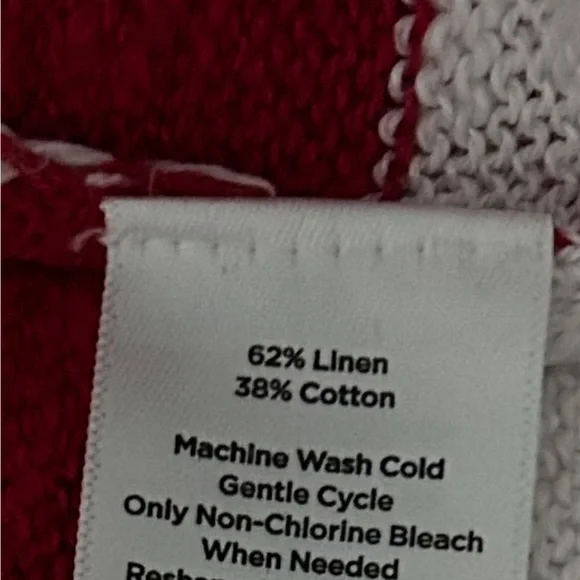 62% Linen
38% Cotton
Machine Wash Cold
Gentle Cycle
Only Non-Chlorine Bleach
When Needed